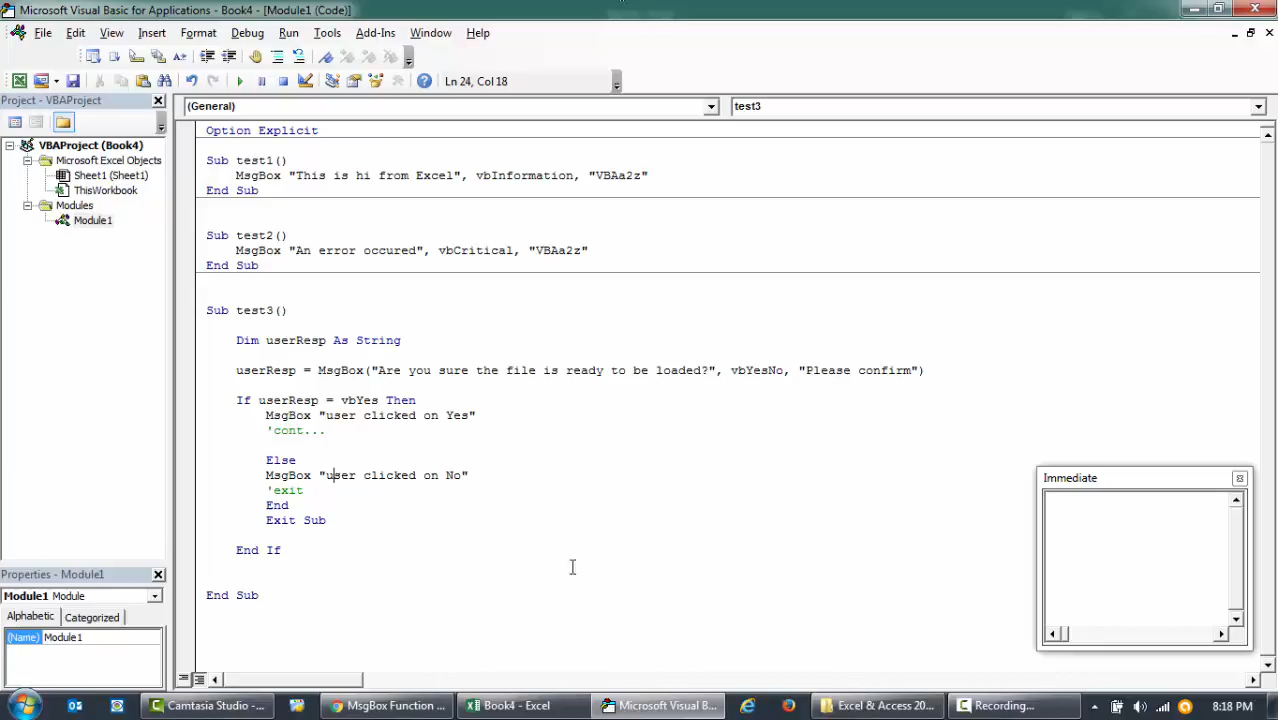 Microsoft Visual Basic for Applications - Book4 - [Module1 (Code)]
File Edit View Insert Format Debug Run Tools Add-Ins Window Help
Ln 24, Col 18
Project - VBAProject
(General)
test3
VBAProject (Book4)
Microsoft Excel Objects
Sheet1 (Sheet1)
ThisWorkbook
Modules
Module1
Option Explicit
Sub test1()
MsgBox "This is hi from Excel", vbInformation, "VBAa2z"
End Sub
Sub test2()
MsgBox "An error occured", vbCritical, "VBAa2z"
End Sub
Sub test3()
Dim userResp As String
userResp = MsgBox("Are you sure the file is ready to be loaded?", vbYesNo, "Please confirm")
If userResp = vbYes Then
MsgBox "user clicked on Yes"
'cont...
Else
MsgBox "user clicked on No"
'exit
End
Exit Sub
End If
End Sub
Immediate
Properties - Module1
Module1 Module
Alphabetic Categorized
(Name) Module1
Camtasia Studio - ...
MsgBox Function ...
Book4 - Excel
Microsoft Visual B...
Excel & Access 20...
Recording...
8:18 PM